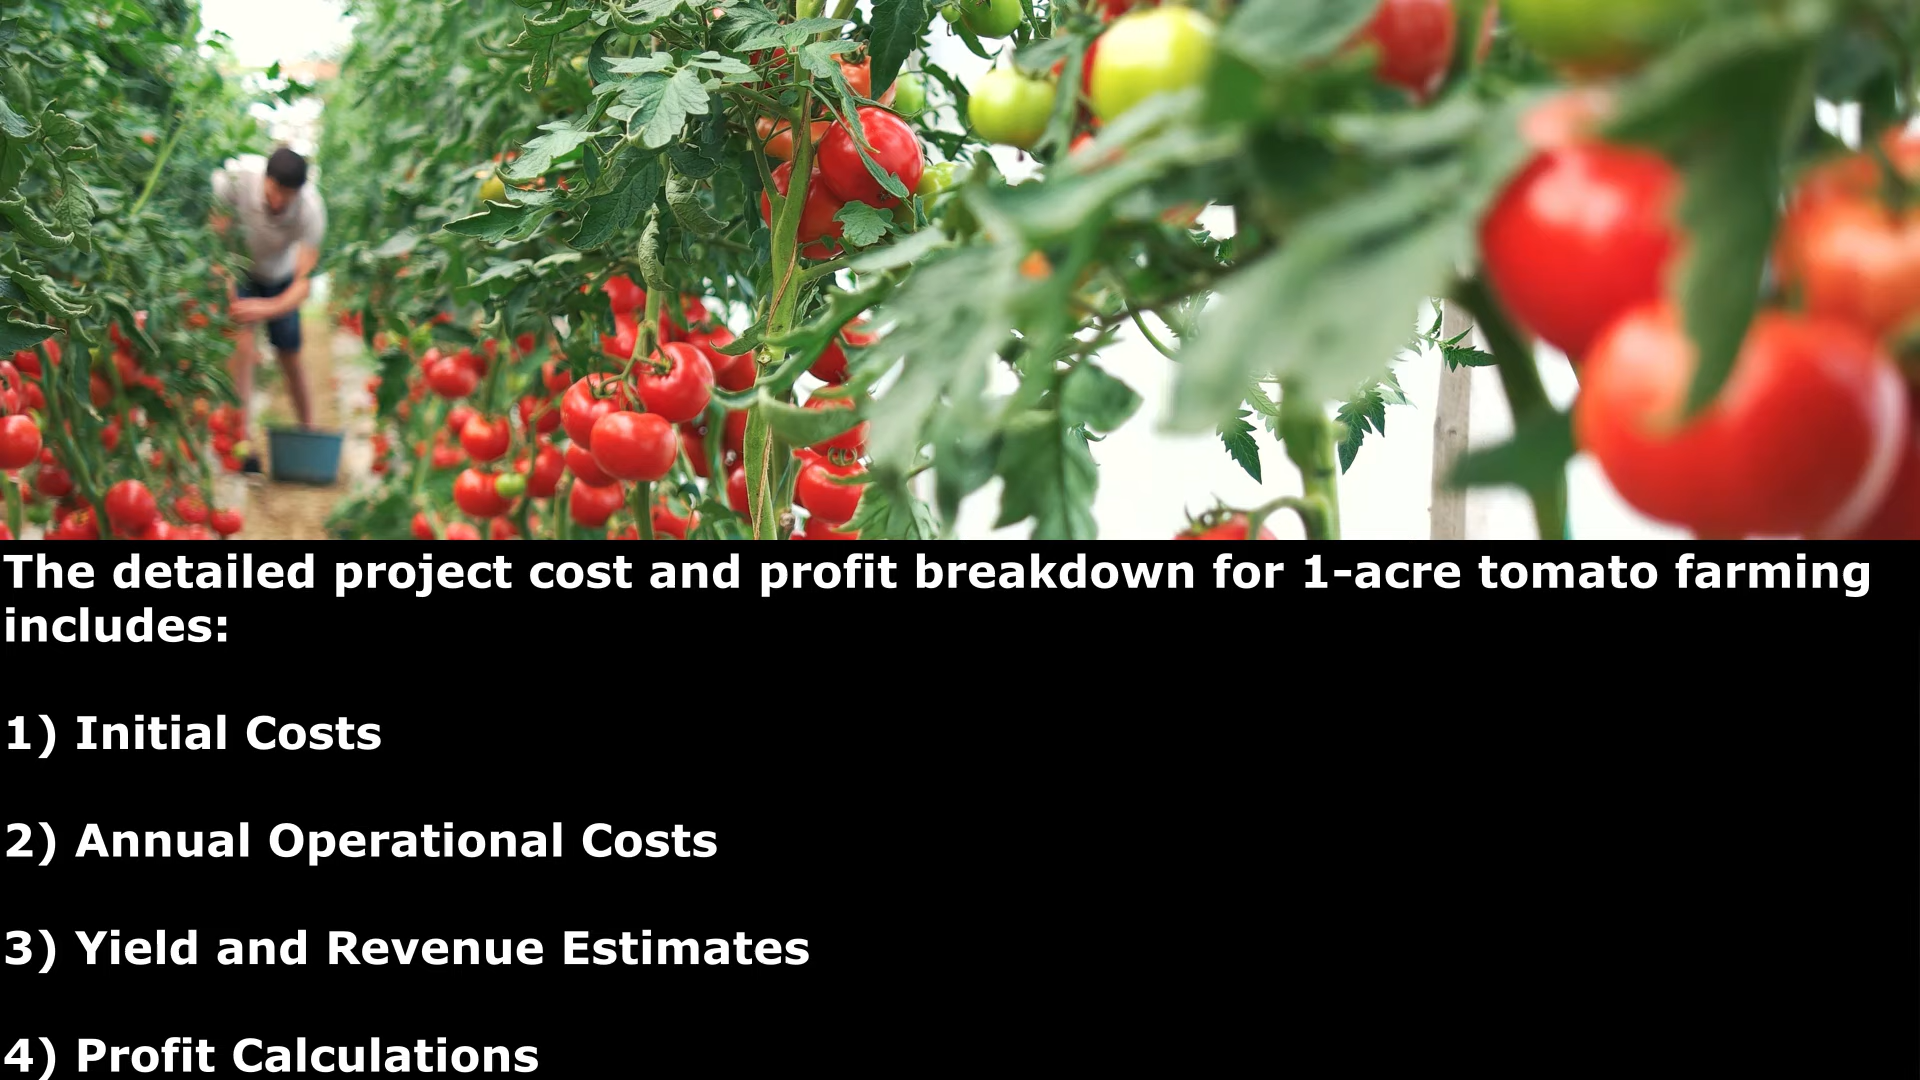 The detailed project cost and profit breakdown for 1-acre tomato farming
includes:
1) Initial Costs
2) Annual Operational Costs
3) Yield and Revenue Estimates
4) Profit Calculations